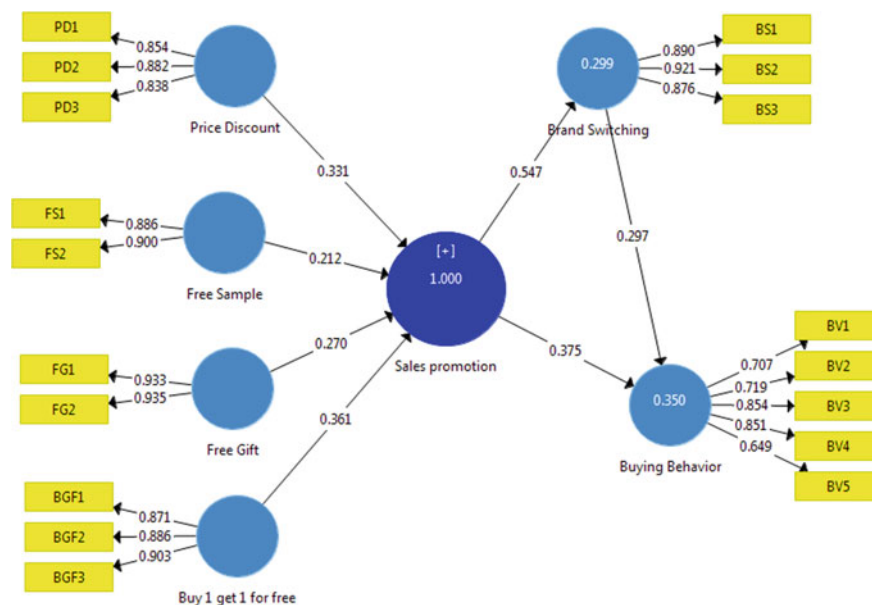 PD1
0.854
PD2
0.882
PD3
0.838
Price Discount
0.331
FS1
0.886
FS2
0.900
Free Sample
0.212
FG1
0.933
FG2
0.935
Free Gift
0.270
BGF1
0.871
BGF2
0.886
BGF3
0.903
Buy 1 get 1 for free
0.361
[+]
1.000
Sales promotion
0.547
0.375
0.299
Brand Switching
0.890
BS1
0.921
BS2
0.876
BS3
0.297
0.350
Buying Behavior
0.707
BV1
0.719
BV2
0.854
BV3
0.851
BV4
0.649
BV5